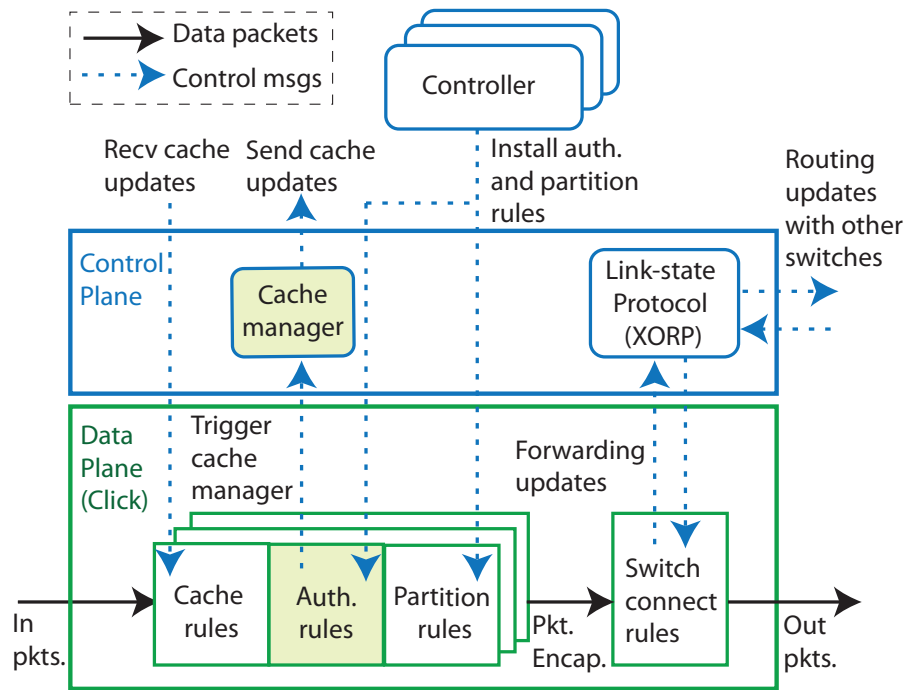 Data packets
Control msgs
Controller
Recv cache
updates
Send cache
updates
Install auth.
and partition
rules
Routing
updates
with other
switches
Control
Plane
Cache
manager
Link-state
Protocol
(XORP)
Data
Plane
(Click)
Trigger
cache
manager
Forwarding
updates
Cache
rules
Auth.
rules
Partition
rules
Switch
connect
rules
In
pkts.
Pkt.
Encap.
Out
pkts.